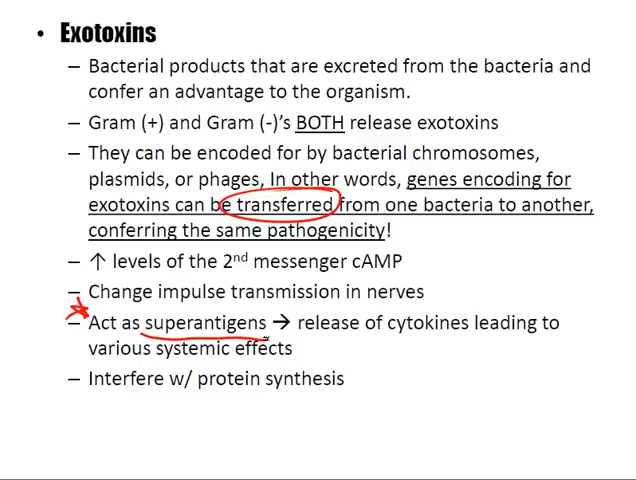 • Exotoxins
– Bacterial products that are excreted from the bacteria and
confer an advantage to the organism.
– Gram (+) and Gram (-)'s BOTH release exotoxins
– They can be encoded for by bacterial chromosomes,
plasmids, or phages, In other words, genes encoding for
exotoxins can be transferred from one bacteria to another,
conferring the same pathogenicity!
– ↑ levels of the 2nd messenger cAMP
– Change impulse transmission in nerves
– Act as superantigens → release of cytokines leading to
various systemic effects
– Interfere w/ protein synthesis